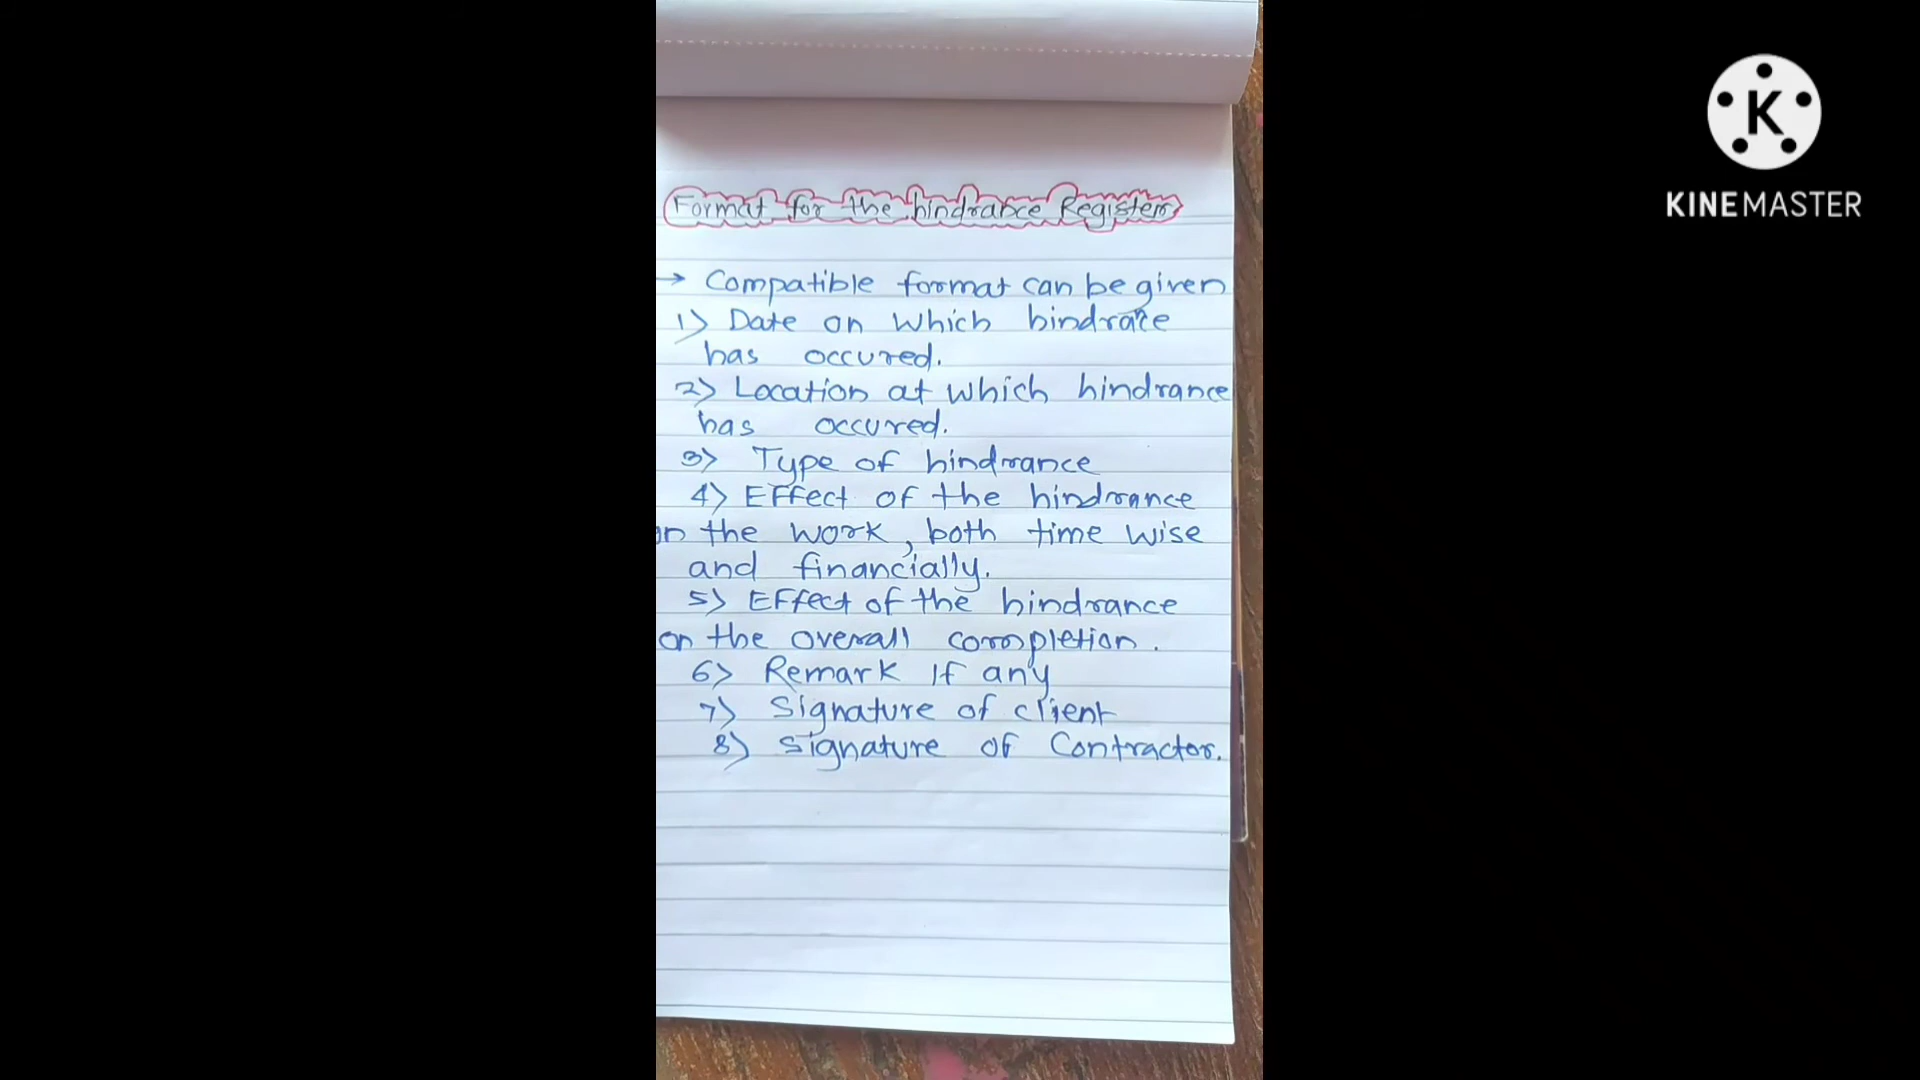 Format for the hindrance Register
→ Compatible format can be given
1) Date on which hindrance
has occured.
2) Location at which hindrance
has occured.
3) Type of hindrance
4) Effect of the hindrance
on the work, both time wise
and financially.
5) Effect of the hindrance
on the overall completion.
6) Remark If any
7) Signature of client
8) Signature of Contractor.
K
KINEMASTER